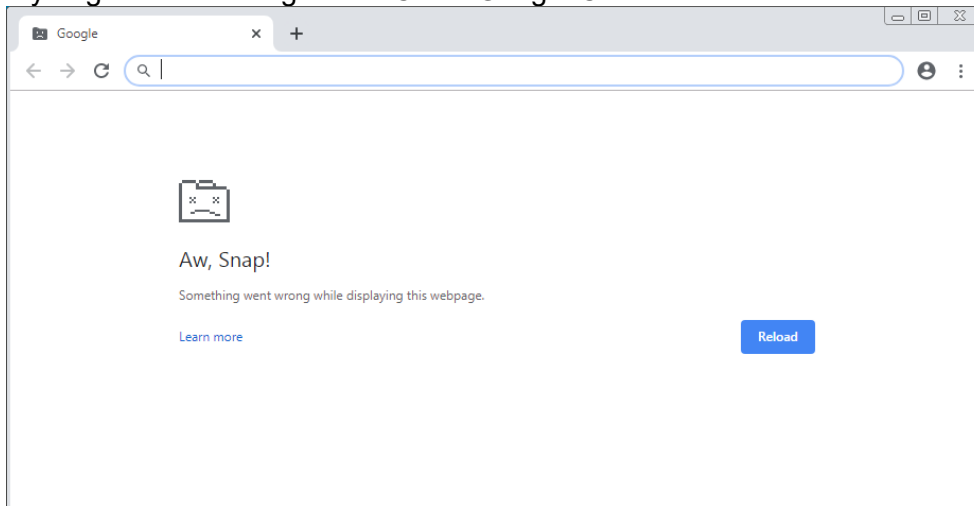 Google
Aw, Snap!
Something went wrong while displaying this webpage.
Learn more
Reload